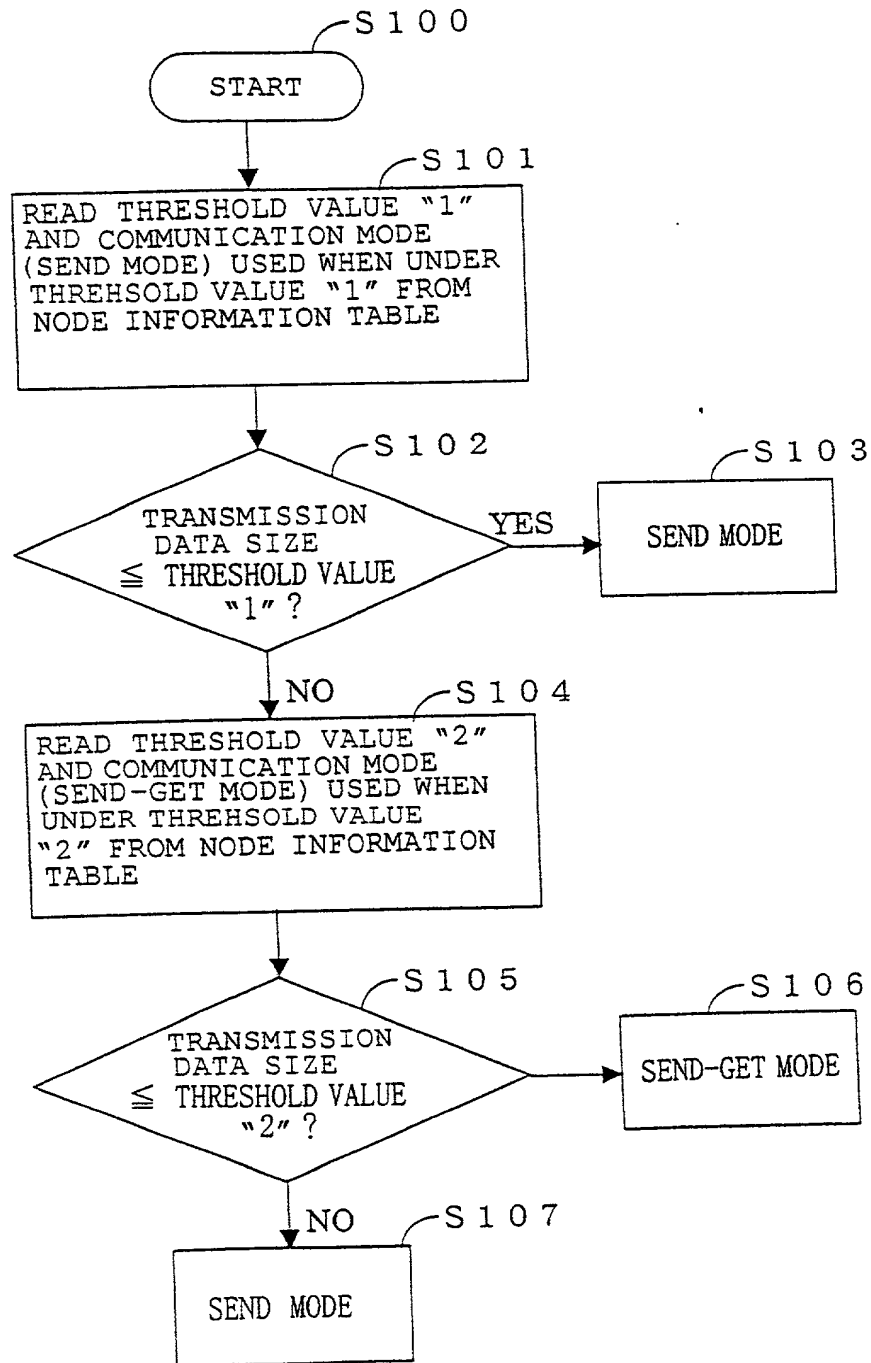 S100
START
S101
READ THRESHOLD VALUE "1"
AND COMMUNICATION MODE
(SEND MODE) USED WHEN UNDER
THREHSOLD VALUE "1" FROM
NODE INFORMATION TABLE
S102
TRANSMISSION
DATA SIZE
≦ THRESHOLD VALUE
"1" ?
YES
S103
SEND MODE
NO
S104
READ THRESHOLD VALUE "2"
AND COMMUNICATION MODE
(SEND-GET MODE) USED WHEN
UNDER THREHSOLD VALUE
"2" FROM NODE INFORMATION
TABLE
S105
TRANSMISSION
DATA SIZE
≦ THRESHOLD VALUE
"2" ?
S106
SEND-GET MODE
NO
S107
SEND MODE